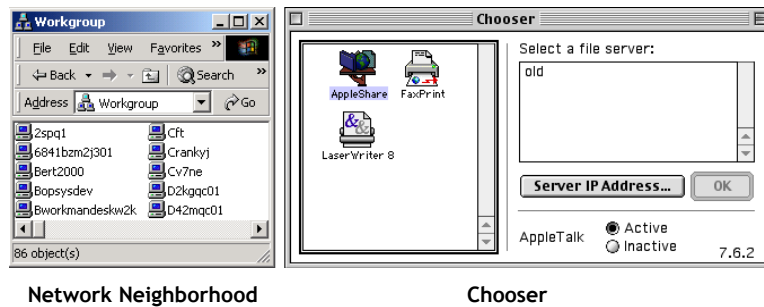 Workgroup
File Edit View Favorites »
Back Search »
Address Workgroup Go
2spq1 Cft
6841bzm2j301 Crankyj
Bert2000 Cv7ne
Bopsysdev D2kgqc01
Bworkmandeskw2k D42mqc01
86 object(s)
Network Neighborhood
Chooser
AppleShare FaxPrint
LaserWriter 8
Select a file server:
old
Server IP Address... OK
AppleTalk Active
Inactive
7.6.2
Chooser